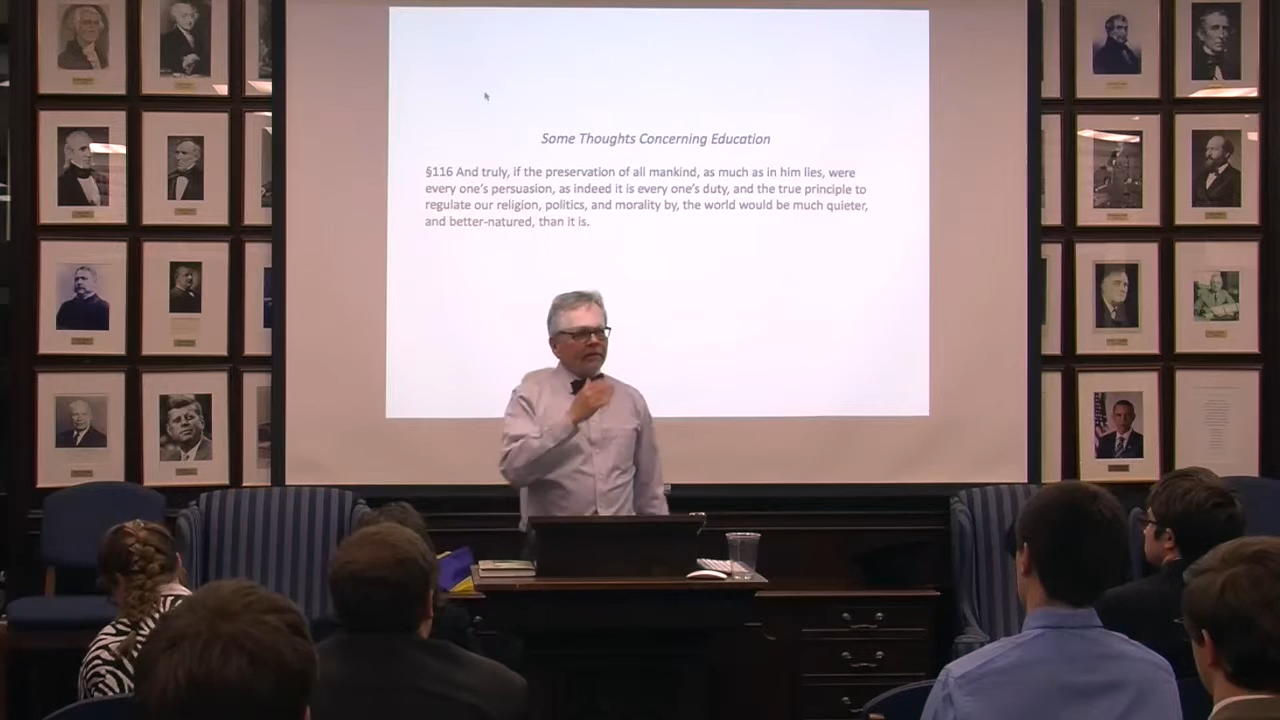 Some Thoughts Concerning Education
§116 And truly, if the preservation of all mankind, as much as in him lies, were
every one's persuasion, as indeed it is every one's duty, and the true principle to
regulate our religion, politics, and morality by, the world would be much quieter,
and better-natured, than it is.